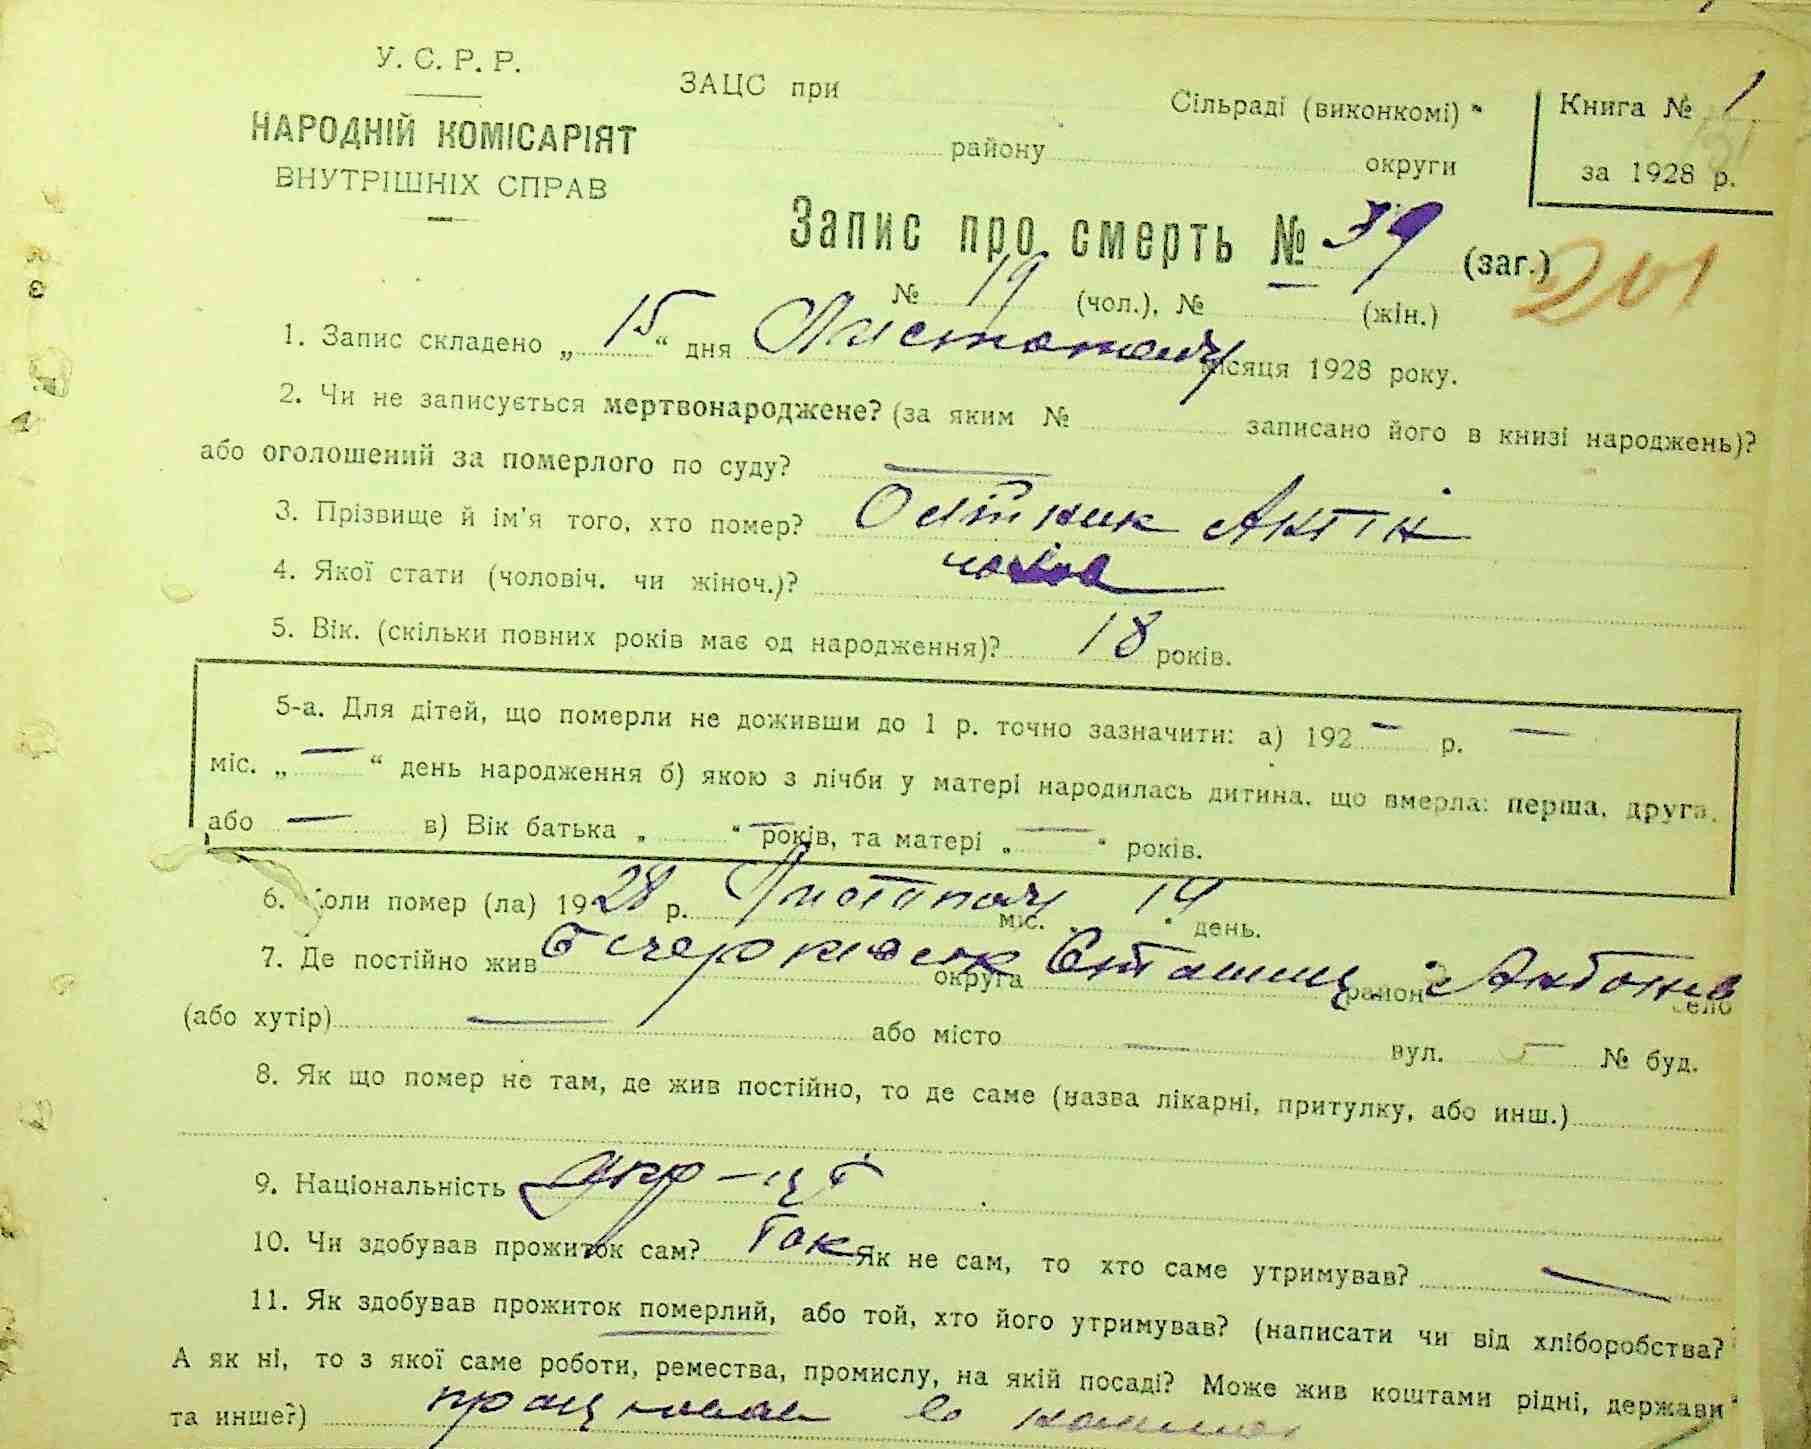 У. С. Р. Р.
НАРОДНІЙ КОМІСАРІЯТ
ВНУТРІШНІХ СПРАВ
ЗАЦС при
Сільраді (виконкомі)
району округи
Книга № 1
за 1928 р.
Запис про смерть № 39 (заг.)
201
№ 19 (чол.), № (жін.)
1. Запис складено „ 15 “ дня Листопаду місяця 1928 року.
2. Чи не записується мертвонароджене? (за яким № записано його в книзі народжень)?
або оголошений за померлого по суду? —
3. Прізвище й ім'я того, хто помер?
4. Якої стати (чоловіч. чи жіноч.)?
5. Вік. (скільки повних років має од народження)? 18 років.
5-а. Для дітей, що померли не доживши до 1 р. точно зазначити: а) 192 — р. —
міс. „ — “ день народження б) якою з лічби у матері народилась дитина, що вмерла: перша, друга,
або — в) Вік батька „ — “ років, та матері „ — “ років.
6. Коли помер (ла) 1928 р. Листопаду міс. 14 день.
7. Де постійно жив округа район село
(або хутір) — або місто — вул. — № буд.
8. Як що помер не там, де жив постійно, то де саме (назва лікарні, притулку, або инш.)
9. Національність Укр-ці
10. Чи здобував прожиток сам? Так Як не сам, то хто саме утримував? —
11. Як здобував прожиток померлий, або той, хто його утримував? (написати чи від хліборобства?
А як ні, то з якої саме роботи, ремества, промислу, на якій посаді? Може жив коштами рідні, держави
та инше?) працював